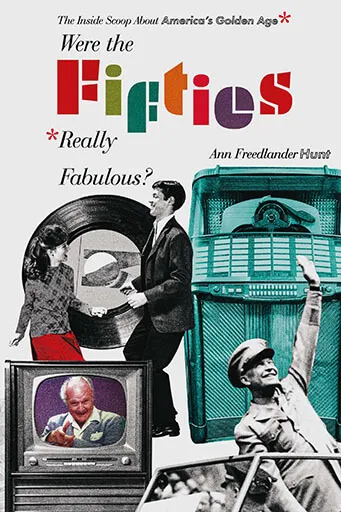 The Inside Scoop About America's Golden Age*
Were the
Fifties
*Really
Ann Freedlander Hunt
Fabulous?